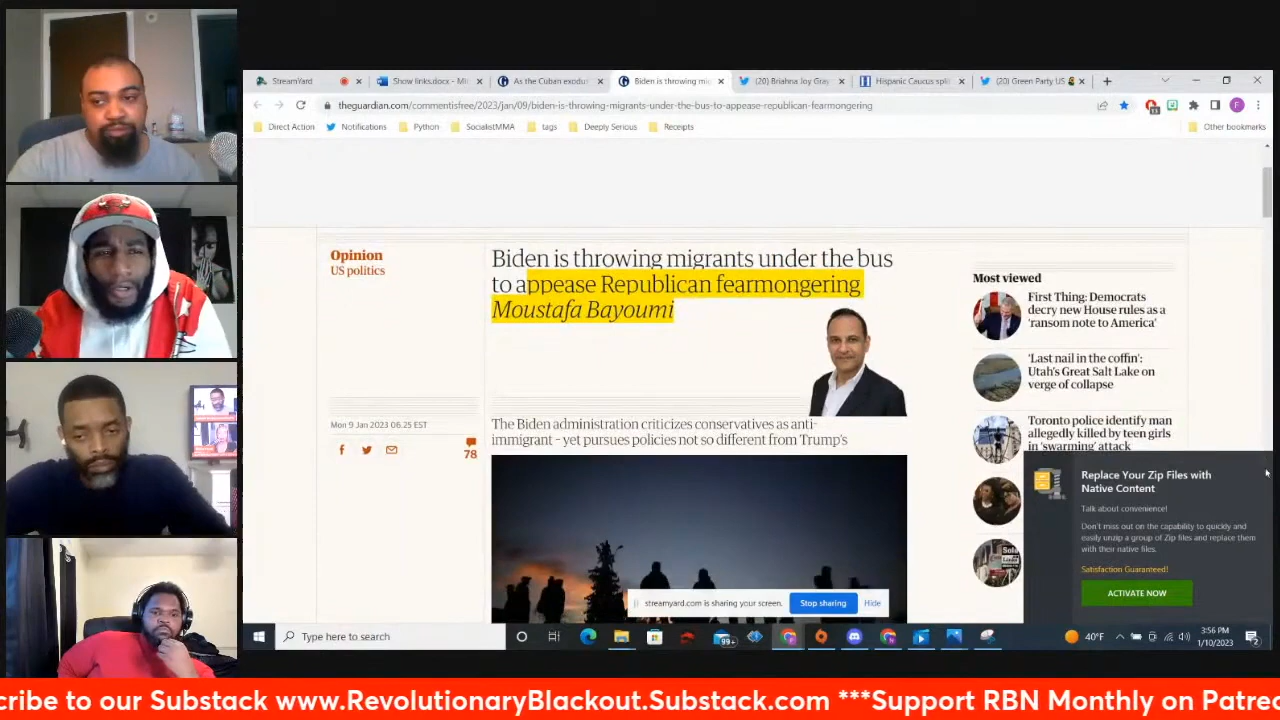 StreamYard
Show links.docx - Mi
As the Cuban exodu
Biden is throwing mi
(20) Briahna Joy Gray
Hispanic Caucus spl
(20) Green Party US
theguardian.com/commentisfree/2023/jan/09/biden-is-throwing-migrants-under-the-bus-to-appease-republican-fearmongering
Direct Action
Notifications
Python
SocialistMMA
tags
Deeply Serious
Receipts
Other bookmarks
Opinion
US politics
Biden is throwing migrants under the bus
to appease Republican fearmongering
Moustafa Bayoumi
Mon 9 Jan 2023 06.25 EST
78
The Biden administration criticizes conservatives as anti-
immigrant – yet pursues policies not so different from Trump's
Most viewed
First Thing: Democrats
decry new House rules as a
'ransom note to America'
'Last nail in the coffin':
Utah's Great Salt Lake on
verge of collapse
Toronto police identify man
allegedly killed by teen girls
in 'swarming' attack
Replace Your Zip Files with
Native Content
Talk about convenience!
Don't miss out on the capability to quickly and
easily unzip a group of Zip files and replace them
with their native files.
Satisfaction Guaranteed!
ACTIVATE NOW
streamyard.com is sharing your screen.
Stop sharing
Hide
Type here to search
99+
40°F
3:56 PM
1/10/2023
2
cribe to our Substack www.RevolutionaryBlackout.Substack.com ***Support RBN Monthly on Patreo